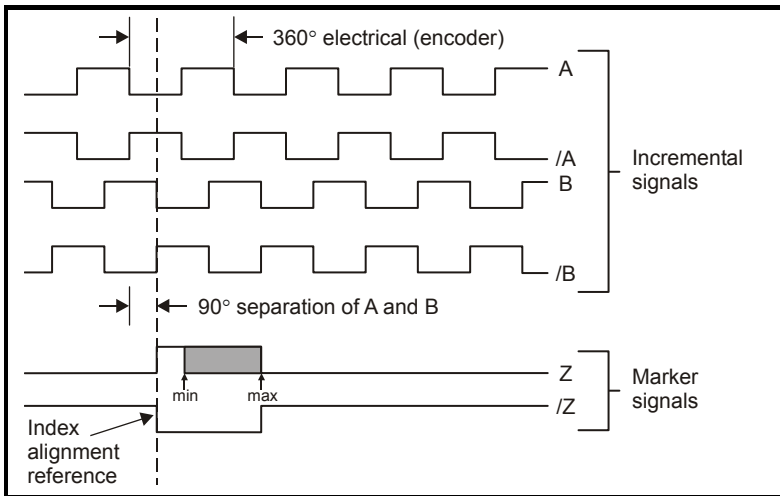 360° electrical (encoder)
A
/A
B
/B
Incremental
signals
90° separation of A and B
Z
min
max
/Z
Marker
signals
Index
alignment
reference